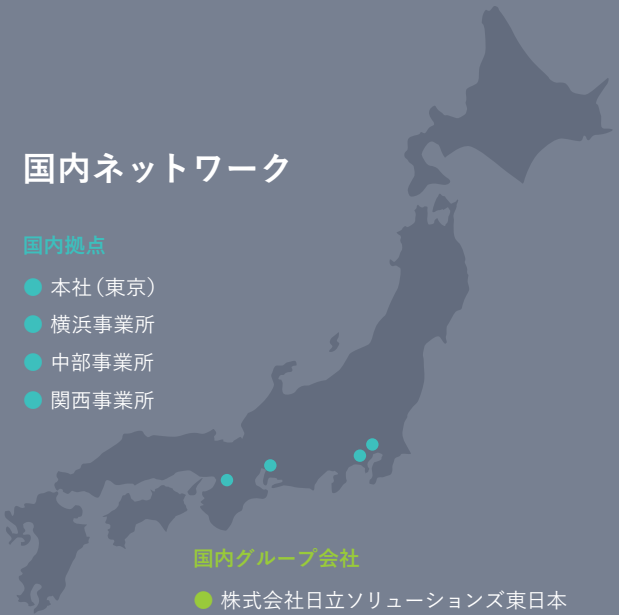 国内ネットワーク
国内拠点
本社（東京）
横浜事業所
中部事業所
関西事業所
国内グループ会社
株式会社日立ソリューションズ東日本